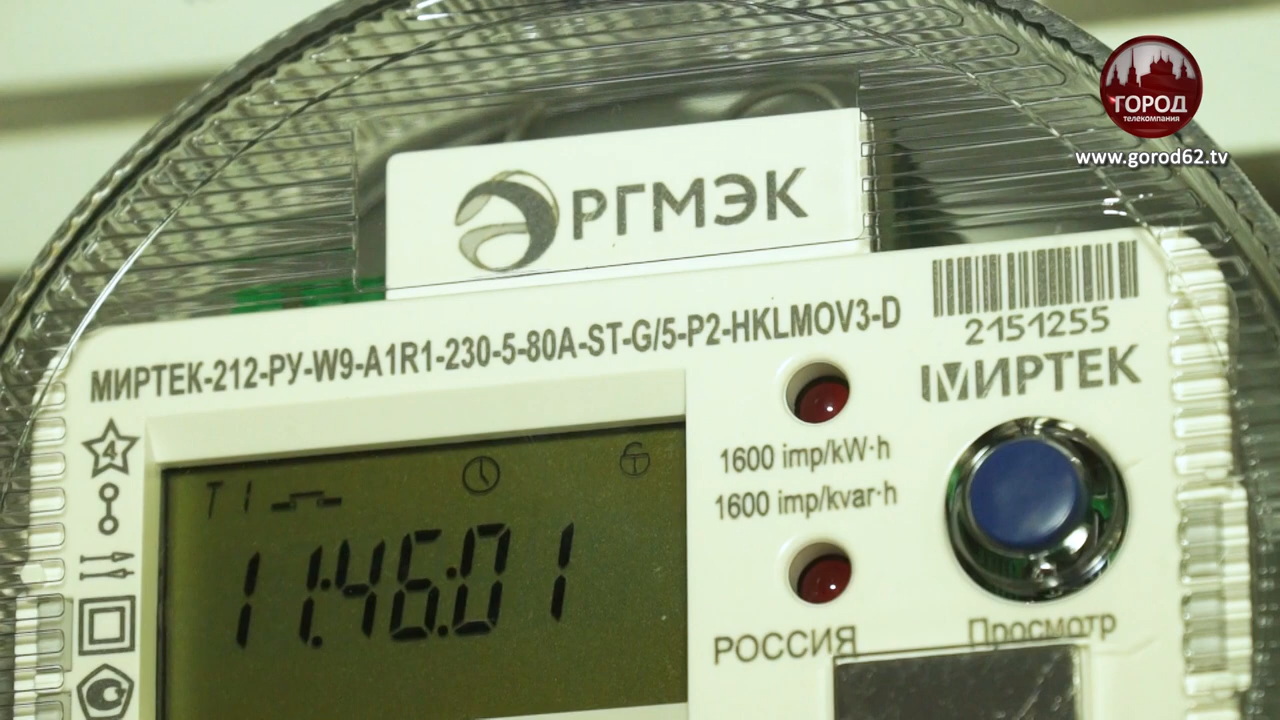 ГОРОД
телекомпания
www.gorod62.tv
РГМЭК
2151255
МИРТЕК-212-РУ-W9-A1R1-230-5-80A-ST-G/5-P2-HKLMOV3-D
МИРТЕК
4
1600 imp/kW·h
1600 imp/kvar·h
T1
11:46:01
РОССИЯ
Просмотр